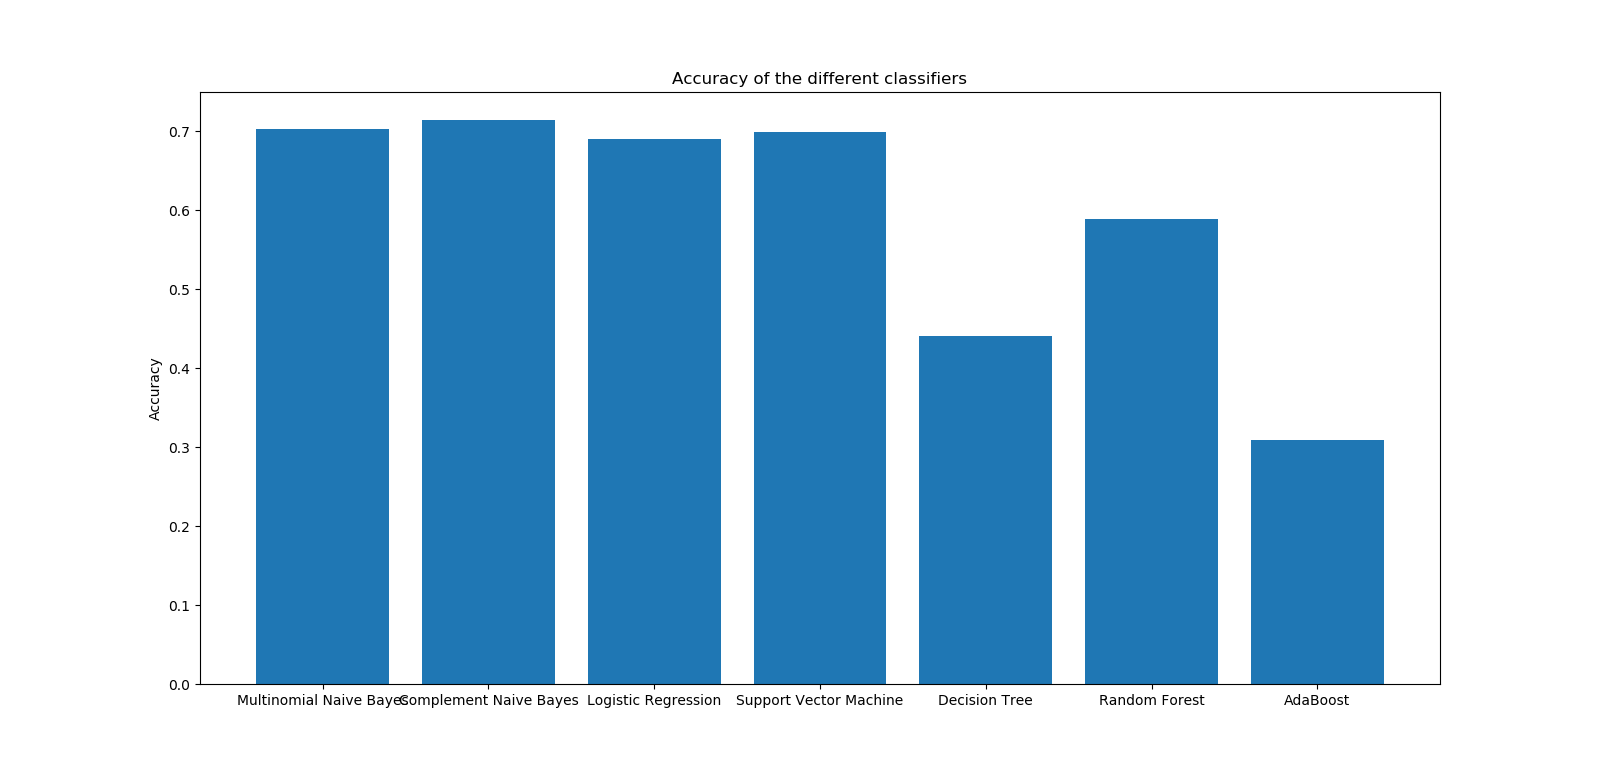 Accuracy of the different classifiers
Accuracy
0.7
0.6
0.5
0.4
0.3
0.2
0.1
0.0
Multinomial Naive Bayes Complement Naive Bayes Logistic Regression Support Vector Machine Decision Tree Random Forest AdaBoost